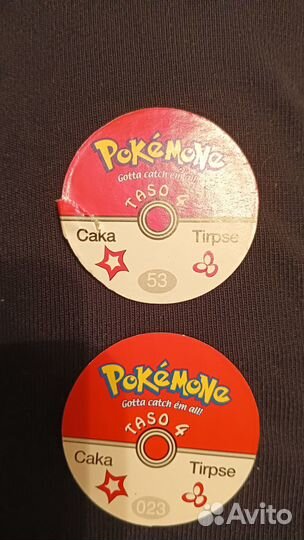 POKéMONE
Gotta catch em all!
TASO 4
Caka Tirpse
53
POKéMONE
Gotta catch ém all!
TASO 4
Caka Tirpse
023
Avito